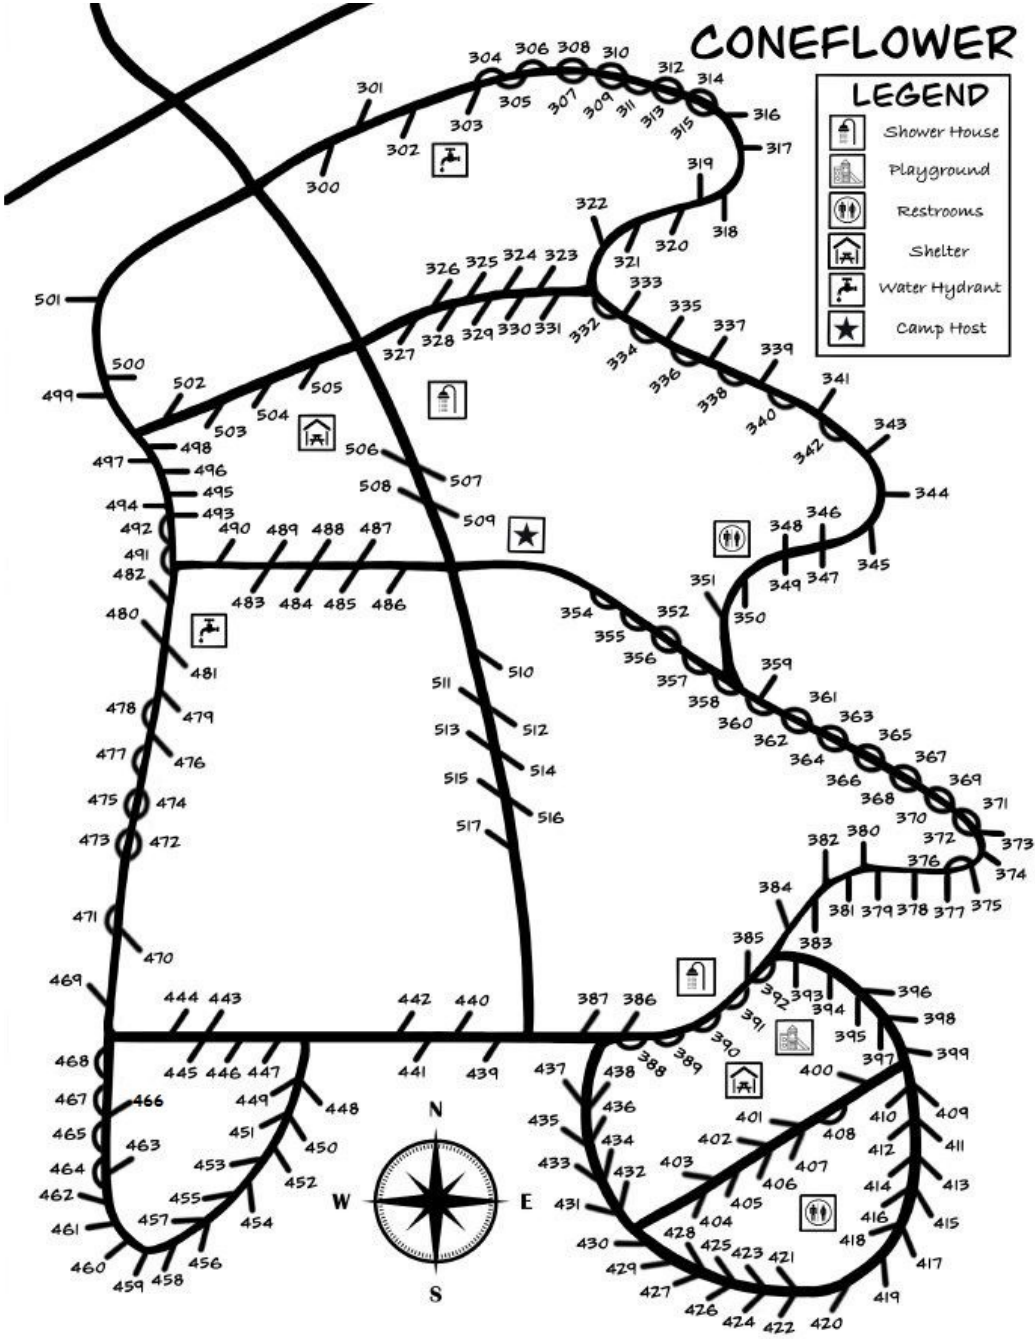 CONEFLOWER
LEGEND
Shower House
Playground
Restrooms
Shelter
Water Hydrant
Camp Host
304 306 308 310 312 314
301 305 307 309 311 313 315 316
303 317
302
300 319
322 318
320
321
326 325 324 323
501 333
327 328 329 330 331 332 335
334 337
336 339
500 338 341
499 502 505 340
504 342 343
503
498 506
497 496 507
495 508 344
494 493 509 346
492 490 489 488 487 348
491 345
482 347
483 484 485 486 349
351 350
480 354 352
355
481 356
357 510 359
358
511 360 361
478 479 512 362 363
513 364 365
477 476 514 366 367
515 368 369
475 474 516 370 371
473 472 517 372 373
382 380 376 374
384 381 379 378 377 375
471
383
470 385
469 392 393 394 396
444 443 442 440 387 386 391 395 398
390 397 399
468 445 446 447 441 439 437 438 388 389 400
467 466 449 448 436 401 410 409
465 463 451 435 434 402 408 412 411
464 453 450 433 432 403 407 414 413
462 455 452 431 406 416 415
461 457 454 430 428 404 405 418 417
460 459 458 456 429 427 425 423 421 419
426 424 422 420
N
W E
S